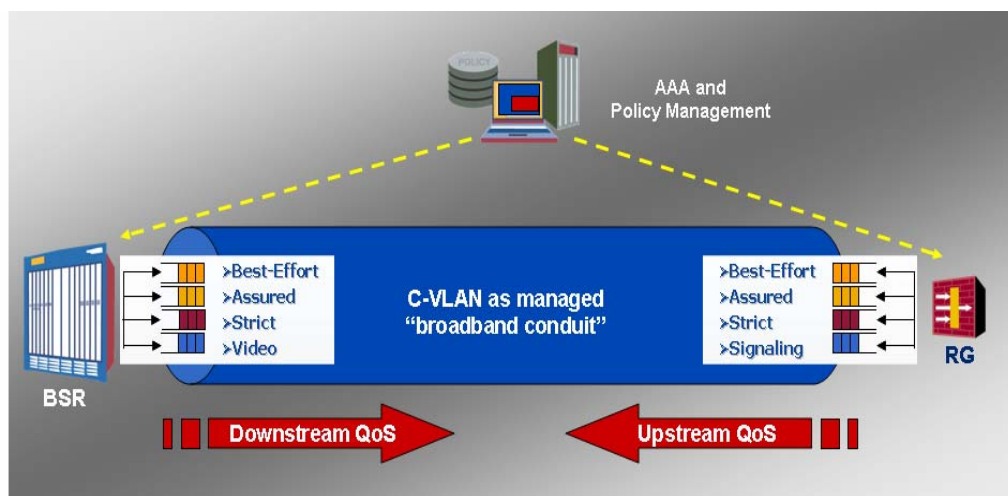 POLICY
AAA and
Policy Management
➢Best-Effort
➢Assured
➢Strict
➢Video
C-VLAN as managed
“broadband conduit”
➢Best-Effort
➢Assured
➢Strict
➢Signaling
BSR
RG
Downstream QoS
Upstream QoS